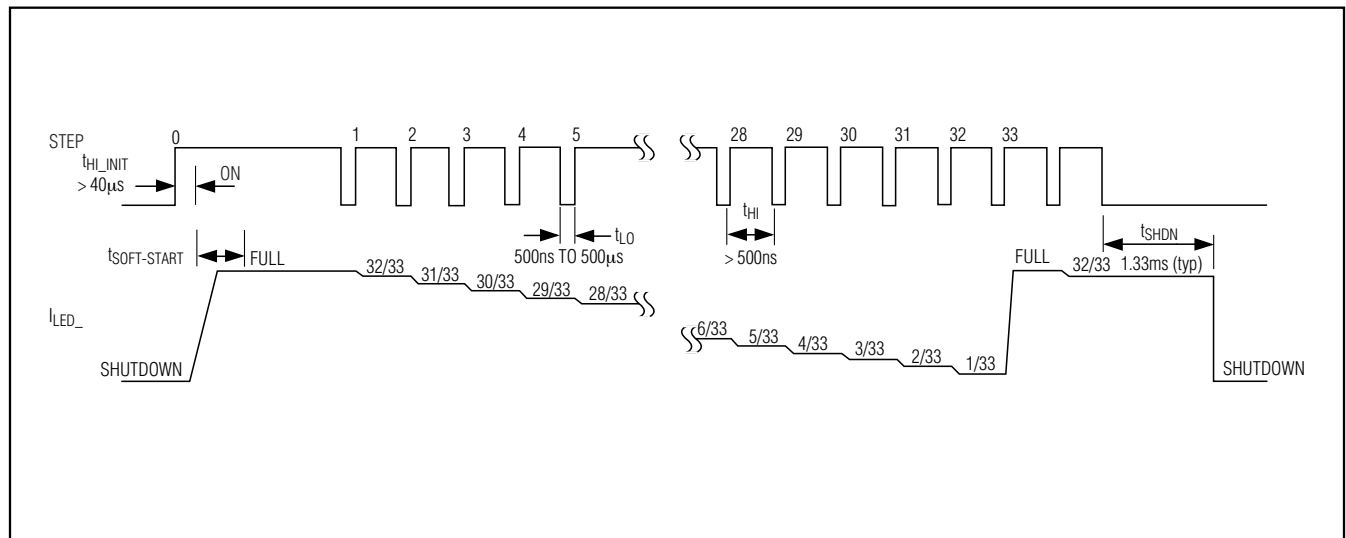 STEP 0 1 2 3 4 5 28 29 30 31 32 33
tHI_INIT
> 40µs
ON
tHI
> 500ns
tLO
500ns TO 500µs
tSHDN
1.33ms (typ)
tSOFT-START
FULL 32/33 31/33 30/33 29/33 28/33
FULL 32/33
ILED_
6/33 5/33 4/33 3/33 2/33 1/33
SHUTDOWN
SHUTDOWN